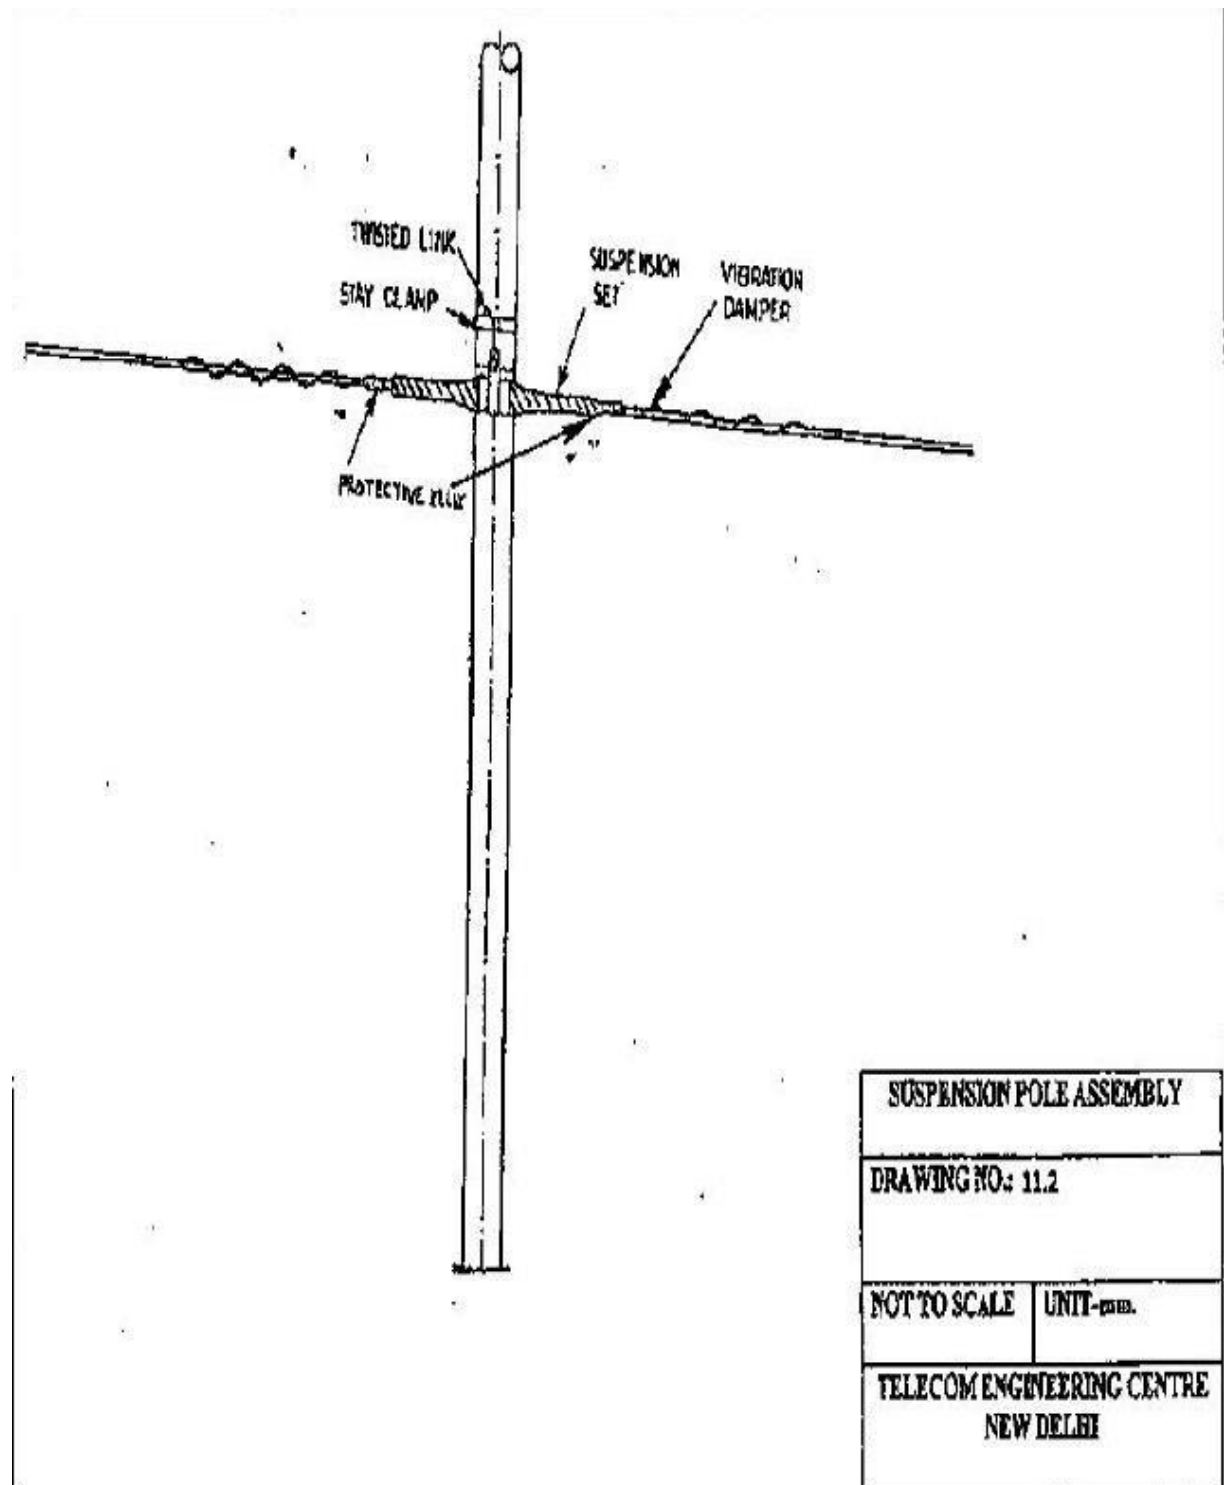 TWISTED LINK
STAY CLAMP
SUSPENSION
SET
VIBRATION
DAMPER
PROTECTIVE
SUSPENSION POLE ASSEMBLY
DRAWING NO.: 11.2
NOT TO SCALE
UNIT-mm.
TELECOM ENGINEERING CENTRE
NEW DELHI